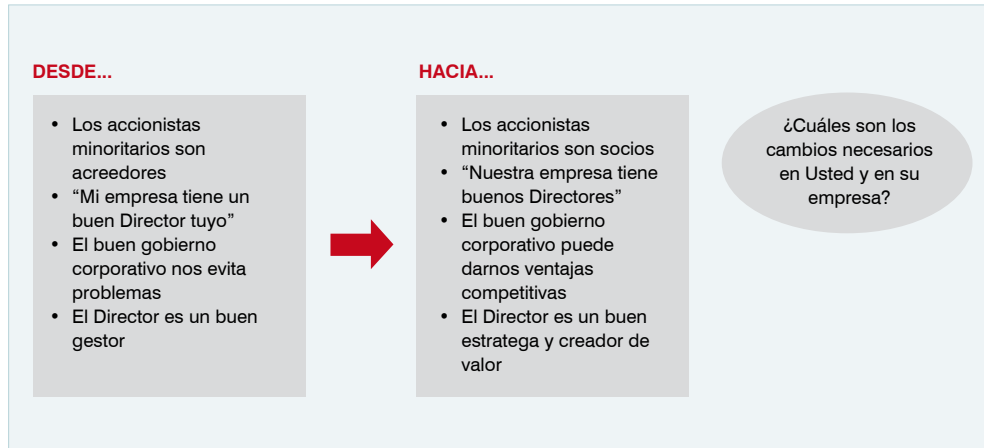 DESDE...
• Los accionistas
minoritarios son
acreedores
• “Mi empresa tiene un
buen Director tuyo”
• El buen gobierno
corporativo nos evita
problemas
• El Director es un buen
gestor
HACIA...
• Los accionistas
minoritarios son socios
• “Nuestra empresa tiene
buenos Directores”
• El buen gobierno
corporativo puede
darnos ventajas
competitivas
• El Director es un buen
estratega y creador de
valor
¿Cuáles son los
cambios necesarios
en Usted y en su
empresa?